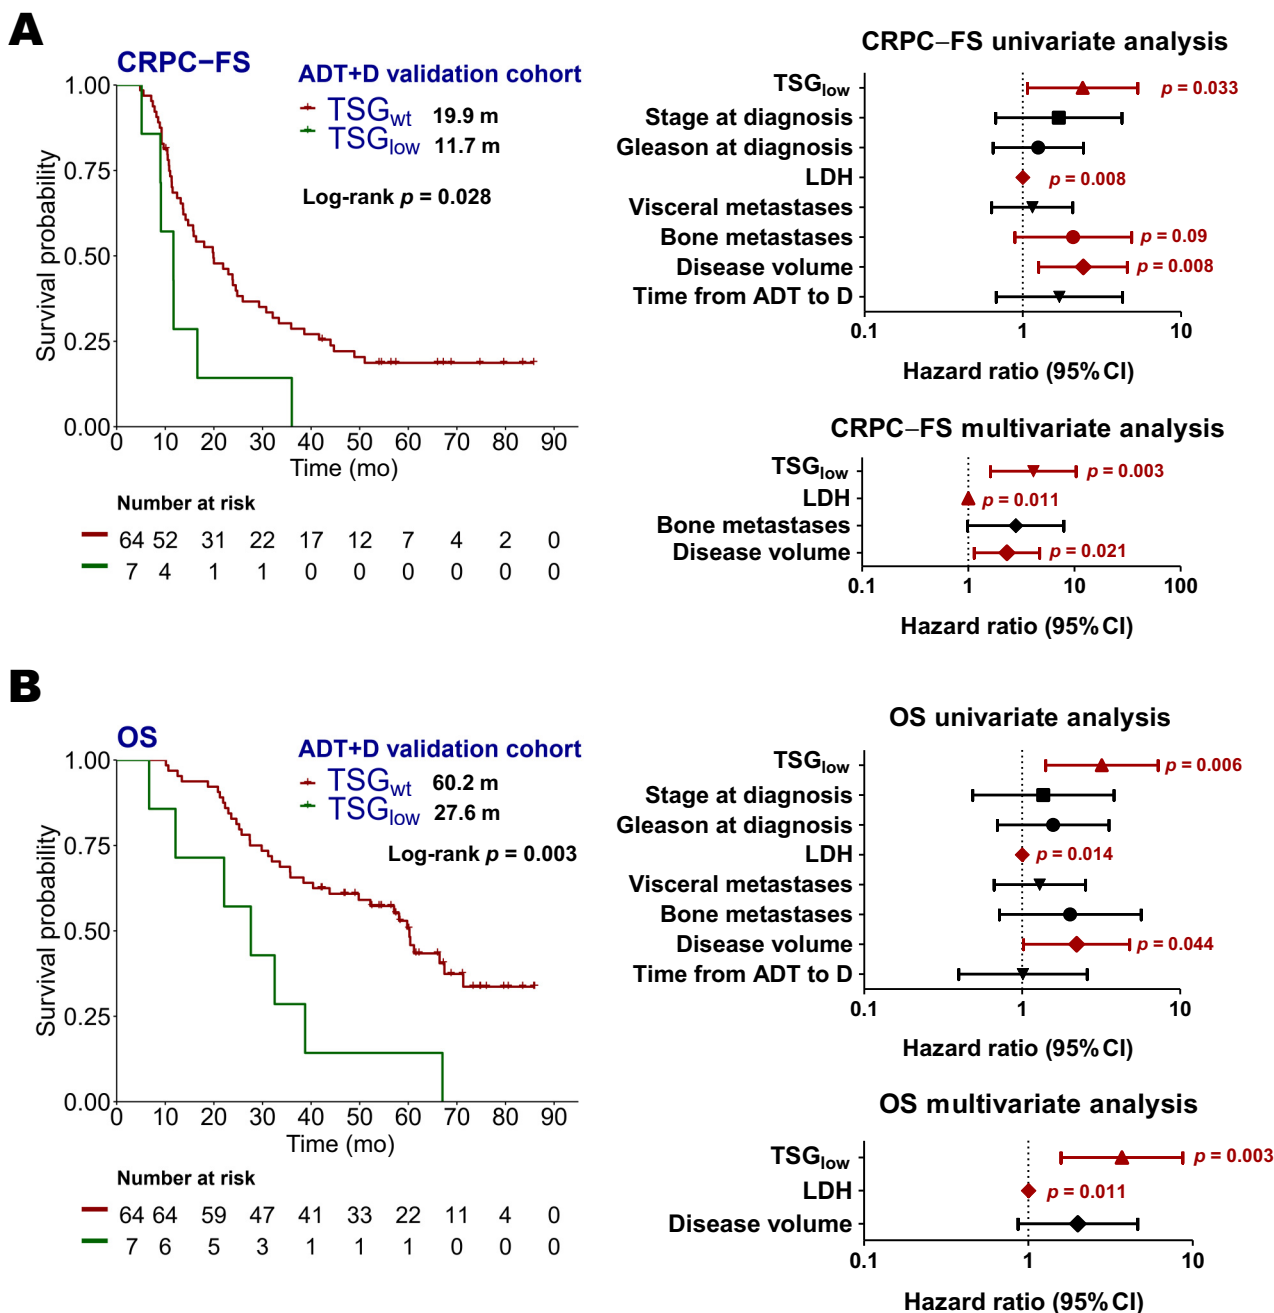 A
CRPC–FS
ADT+D validation cohort
TSGwt 19.9 m
TSGlow 11.7 m
Log-rank p = 0.028
Survival probability
1.00
0.75
0.50
0.25
0.00
0 10 20 30 40 50 60 70 80 90
Time (mo)
Number at risk
64 52 31 22 17 12 7 4 2 0
7 4 1 1 0 0 0 0 0 0
CRPC–FS univariate analysis
TSGlow p = 0.033
Stage at diagnosis
Gleason at diagnosis
LDH p = 0.008
Visceral metastases
Bone metastases p = 0.09
Disease volume p = 0.008
Time from ADT to D
0.1 1 10
Hazard ratio (95% CI)
CRPC–FS multivariate analysis
TSGlow p = 0.003
LDH p = 0.011
Bone metastases
Disease volume p = 0.021
0.1 1 10 100
Hazard ratio (95% CI)
B
OS
ADT+D validation cohort
TSGwt 60.2 m
TSGlow 27.6 m
Log-rank p = 0.003
Survival probability
1.00
0.75
0.50
0.25
0.00
0 10 20 30 40 50 60 70 80 90
Time (mo)
Number at risk
64 64 59 47 41 33 22 11 4 0
7 6 5 3 1 1 1 0 0 0
OS univariate analysis
TSGlow p = 0.006
Stage at diagnosis
Gleason at diagnosis
LDH p = 0.014
Visceral metastases
Bone metastases
Disease volume p = 0.044
Time from ADT to D
0.1 1 10
Hazard ratio (95% CI)
OS multivariate analysis
TSGlow p = 0.003
LDH p = 0.011
Disease volume
0.1 1 10
Hazard ratio (95% CI)